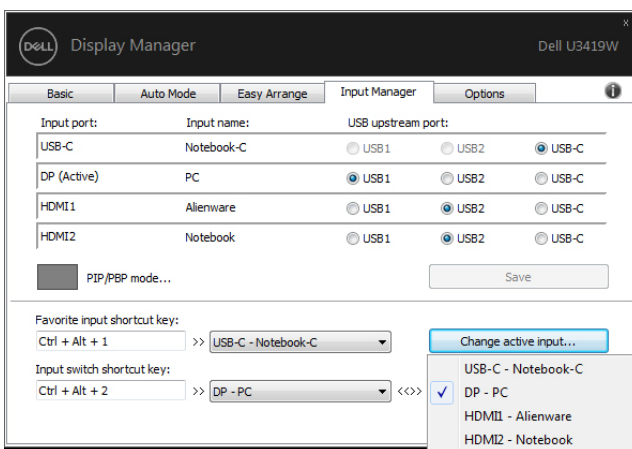 x
DELL Display Manager Dell U3419W
Basic Auto Mode Easy Arrange Input Manager Options i
Input port: Input name: USB upstream port:
USB-C Notebook-C USB1 USB2 USB-C
DP (Active) PC USB1 USB2 USB-C
HDMI1 Alienware USB1 USB2 USB-C
HDMI2 Notebook USB1 USB2 USB-C
PIP/PBP mode... Save
Favorite input shortcut key:
Ctrl + Alt + 1 >> USB-C - Notebook-C Change active input...
Input switch shortcut key:
Ctrl + Alt + 2 >> DP - PC <<>>
USB-C - Notebook-C
✓ DP - PC
HDMI1 - Alienware
HDMI2 - Notebook